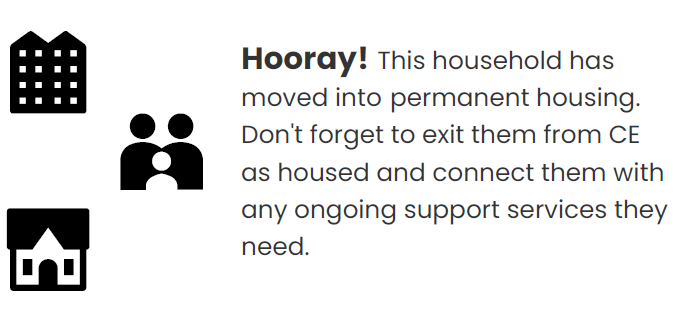 Hooray! This household has
moved into permanent housing.
Don't forget to exit them from CE
as housed and connect them with
any ongoing support services they
need.